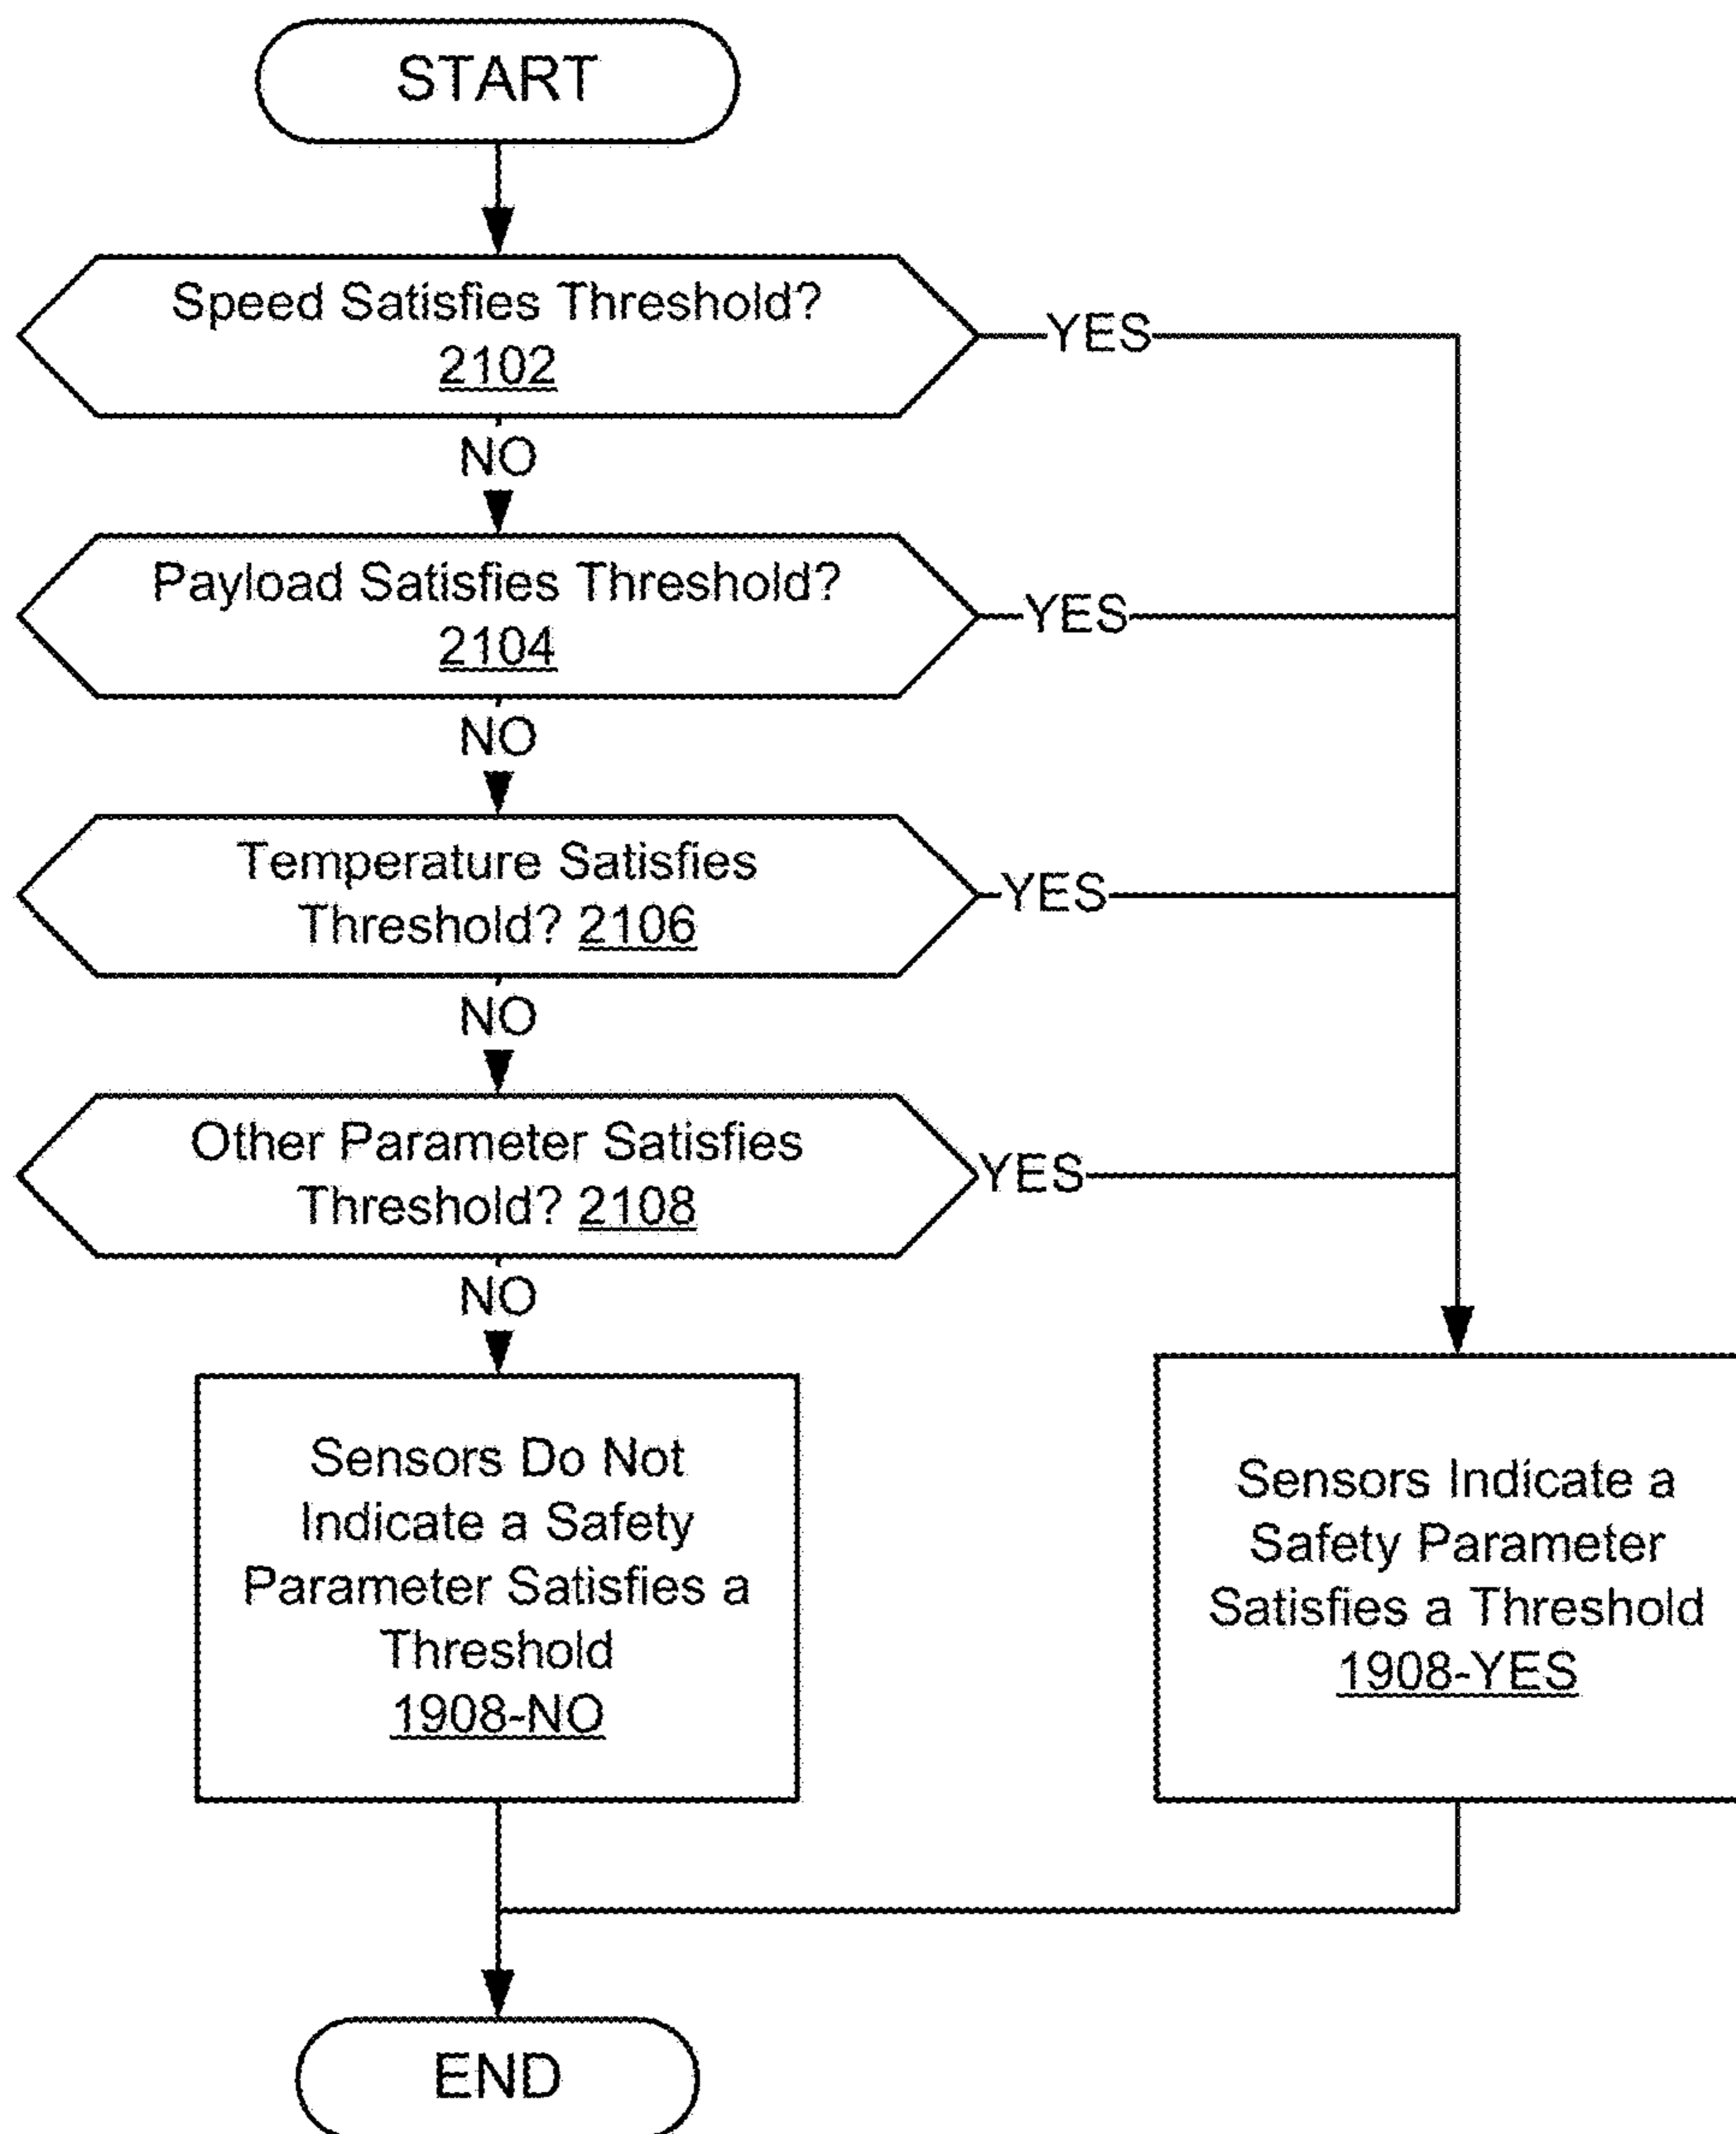 START
Speed Satisfies Threshold?
2102
YES
NO
Payload Satisfies Threshold?
2104
YES
NO
Temperature Satisfies
Threshold? 2106
YES
NO
Other Parameter Satisfies
Threshold? 2108
YES
NO
Sensors Do Not
Indicate a Safety
Parameter Satisfies a
Threshold
1908-NO
Sensors Indicate a
Safety Parameter
Satisfies a Threshold
1908-YES
END